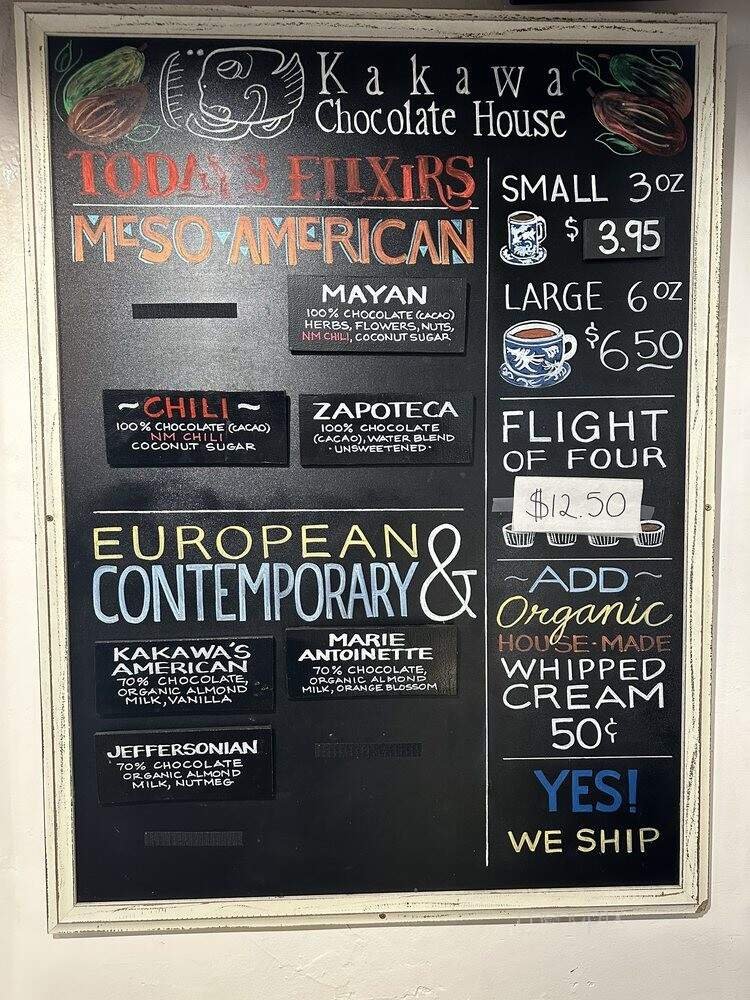 Kakawa
Chocolate House
TODAY'S ELIXIRS
MESO-AMERICAN
MAYAN
100% CHOCOLATE (CACAO)
HERBS, FLOWERS, NUTS,
NM CHILI, COCONUT SUGAR
~CHILI~
100% CHOCOLATE (CACAO)
NM CHILI
COCONUT SUGAR
ZAPOTECA
100% CHOCOLATE
(CACAO), WATER BLEND
·UNSWEETENED·
EUROPEAN &
CONTEMPORARY
KAKAWA'S
AMERICAN
70% CHOCOLATE,
ORGANIC ALMOND
MILK, VANILLA
MARIE
ANTOINETTE
70% CHOCOLATE,
ORGANIC ALMOND
MILK, ORANGE BLOSSOM
JEFFERSONIAN
70% CHOCOLATE
ORGANIC ALMOND
MILK, NUTMEG
SMALL 3OZ
$ 3.95
LARGE 6OZ
$6 50
FLIGHT
OF FOUR
$12.50
~ADD~
Organic
HOUSE-MADE
WHIPPED
CREAM
50¢
YES!
WE SHIP